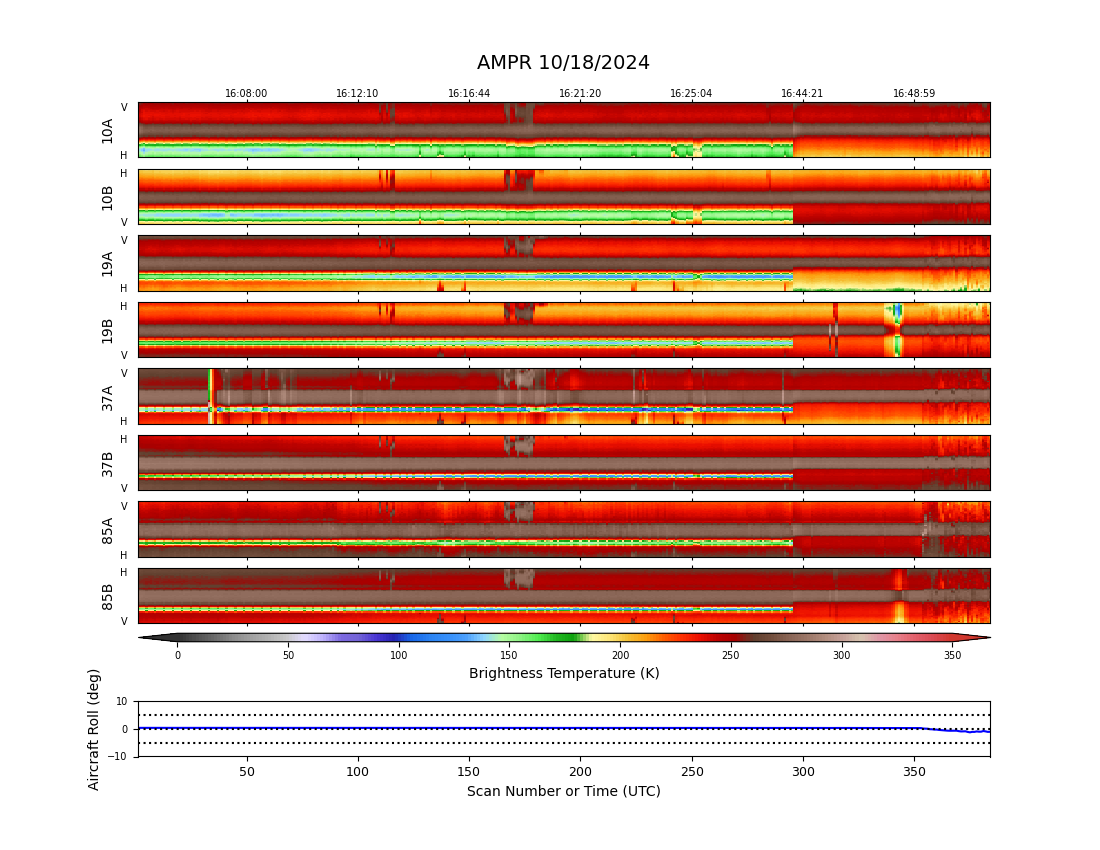 AMPR 10/18/2024
16:08:00 16:12:10 16:16:44 16:21:20 16:25:04 16:44:21 16:48:59
V
10A
H
H
10B
V
V
19A
H
H
19B
V
V
37A
H
H
37B
V
V
85A
H
H
85B
V
0 50 100 150 200 250 300 350
Brightness Temperature (K)
Aircraft Roll (deg)
10
0
−10
50 100 150 200 250 300 350
Scan Number or Time (UTC)